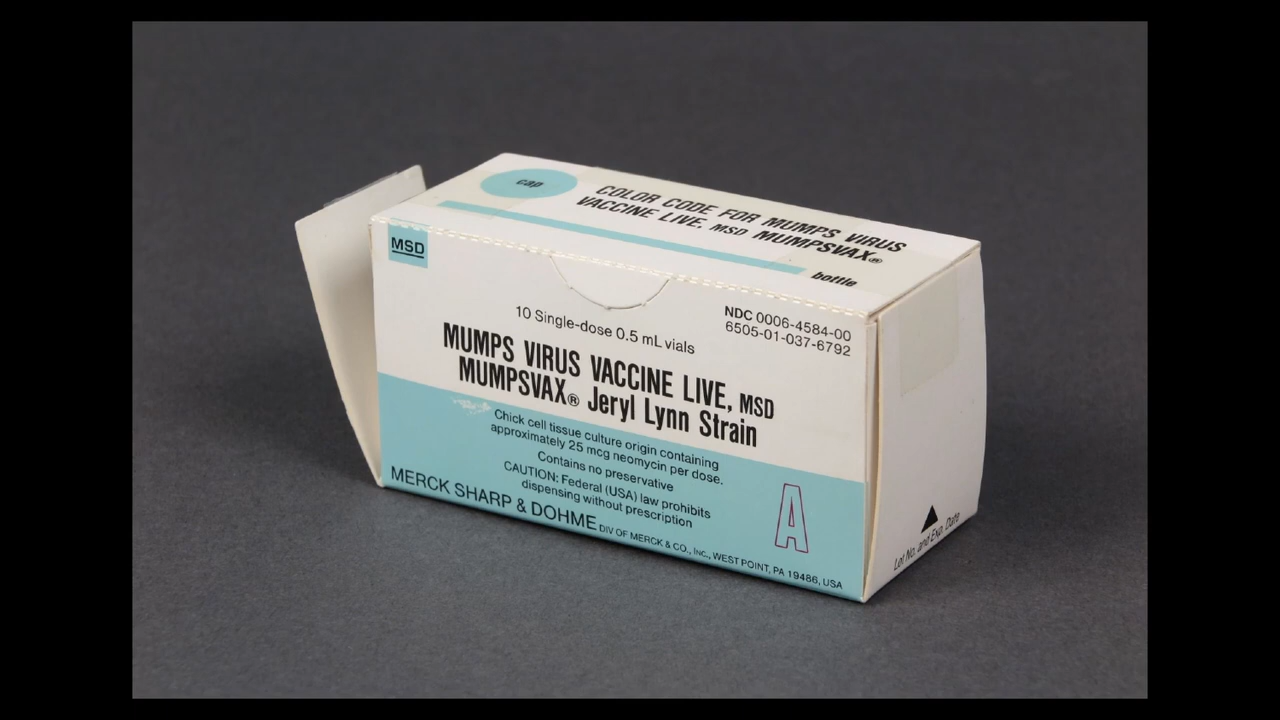 cap
COLOR CODE FOR MUMPS VIRUS
VACCINE LIVE, MSD MUMPSVAX®
bottle
MSD
10 Single-dose 0.5 mL vials
NDC 0006-4584-00
6505-01-037-6792
MUMPS VIRUS VACCINE LIVE, MSD
MUMPSVAX® Jeryl Lynn Strain
Chick cell tissue culture origin containing
approximately 25 mcg neomycin per dose.
Contains no preservative
CAUTION: Federal (USA) law prohibits
dispensing without prescription
A
MERCK SHARP & DOHME DIV OF MERCK & CO., INC., WEST POINT, PA 19486, USA
Lot No. and Exp. Date